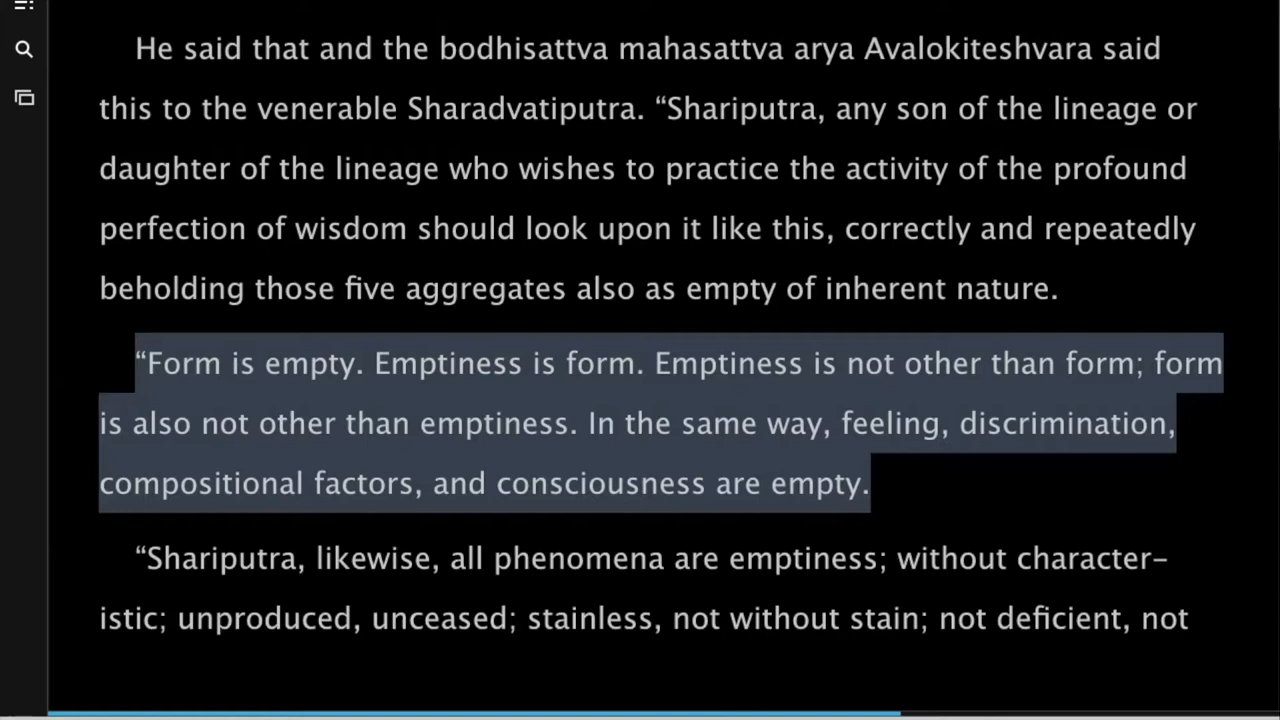 He said that and the bodhisattva mahasattva arya Avalokiteshvara said
this to the venerable Sharadvatiputra. “Shariputra, any son of the lineage or
daughter of the lineage who wishes to practice the activity of the profound
perfection of wisdom should look upon it like this, correctly and repeatedly
beholding those five aggregates also as empty of inherent nature.
“Form is empty. Emptiness is form. Emptiness is not other than form; form
is also not other than emptiness. In the same way, feeling, discrimination,
compositional factors, and consciousness are empty.
“Shariputra, likewise, all phenomena are emptiness; without character-
istic; unproduced, unceased; stainless, not without stain; not deficient, not